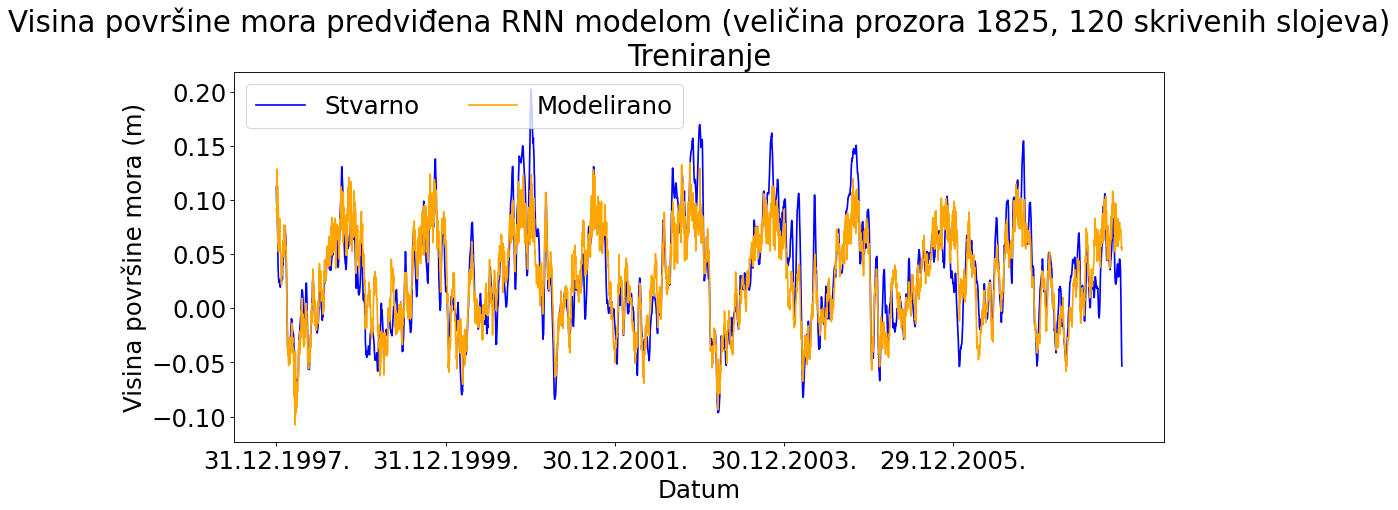 Visina površine mora predviđena RNN modelom (veličina prozora 1825, 120 skrivenih slojeva)
Treniranje
Stvarno Modelirano
Visina površine mora (m)
0.20
0.15
0.10
0.05
0.00
−0.05
−0.10
31.12.1997. 31.12.1999. 30.12.2001. 30.12.2003. 29.12.2005.
Datum